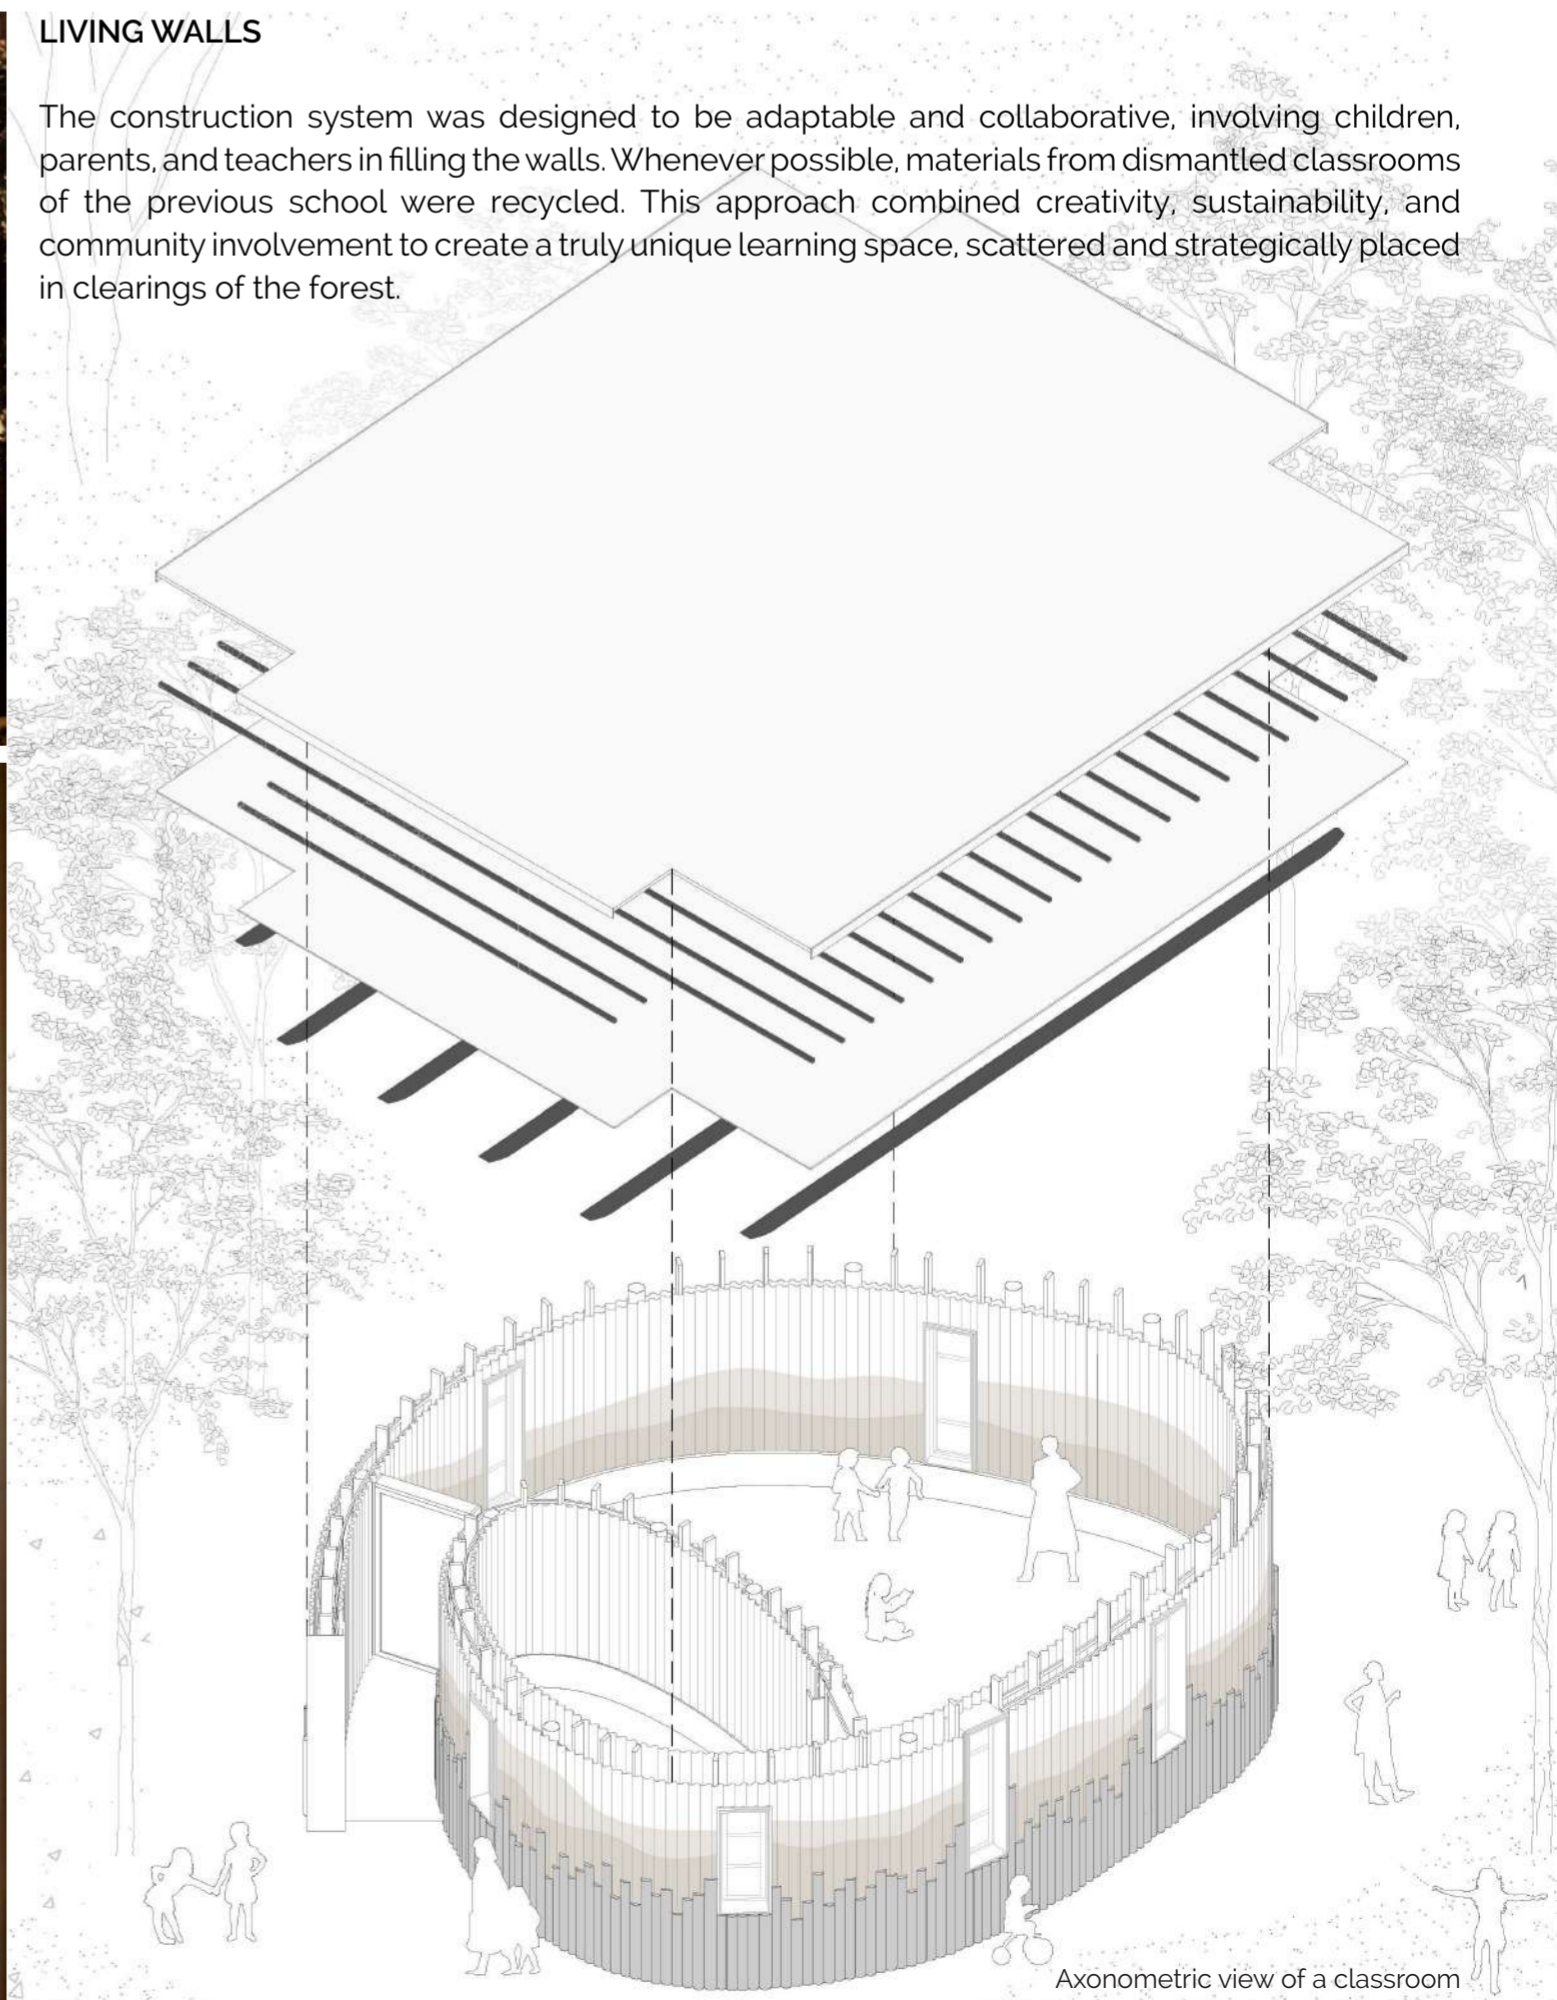 LIVING WALLS
The construction system was designed to be adaptable and collaborative, involving children,
parents, and teachers in filling the walls. Whenever possible, materials from dismantled classrooms
of the previous school were recycled. This approach combined creativity, sustainability, and
community involvement to create a truly unique learning space, scattered and strategically placed
in clearings of the forest.
Axonometric view of a classroom